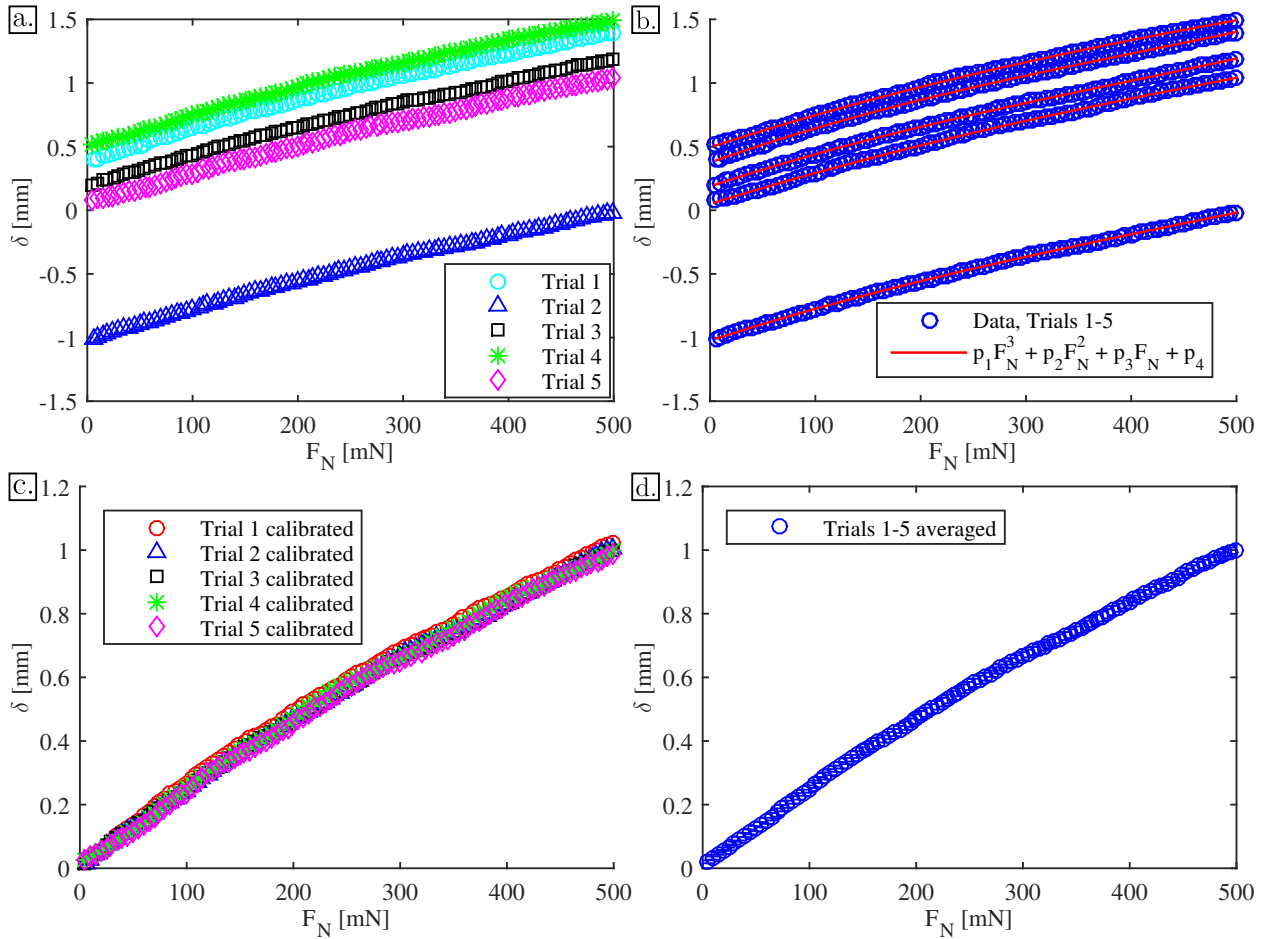 a.
1.5
1
0.5
0
-0.5
-1
-1.5
δ [mm]
0 100 200 300 400 500
F_N [mN]
Trial 1
Trial 2
Trial 3
Trial 4
Trial 5
b.
1.5
1
0.5
0
-0.5
-1
-1.5
δ [mm]
0 100 200 300 400 500
F_N [mN]
Data, Trials 1-5
p_1F_N^3 + p_2F_N^2 + p_3F_N + p_4
c.
1.2
1
0.8
0.6
0.4
0.2
0
δ [mm]
0 100 200 300 400 500
F_N [mN]
Trial 1 calibrated
Trial 2 calibrated
Trial 3 calibrated
Trial 4 calibrated
Trial 5 calibrated
d.
1.2
1
0.8
0.6
0.4
0.2
0
δ [mm]
0 100 200 300 400 500
F_N [mN]
Trials 1-5 averaged